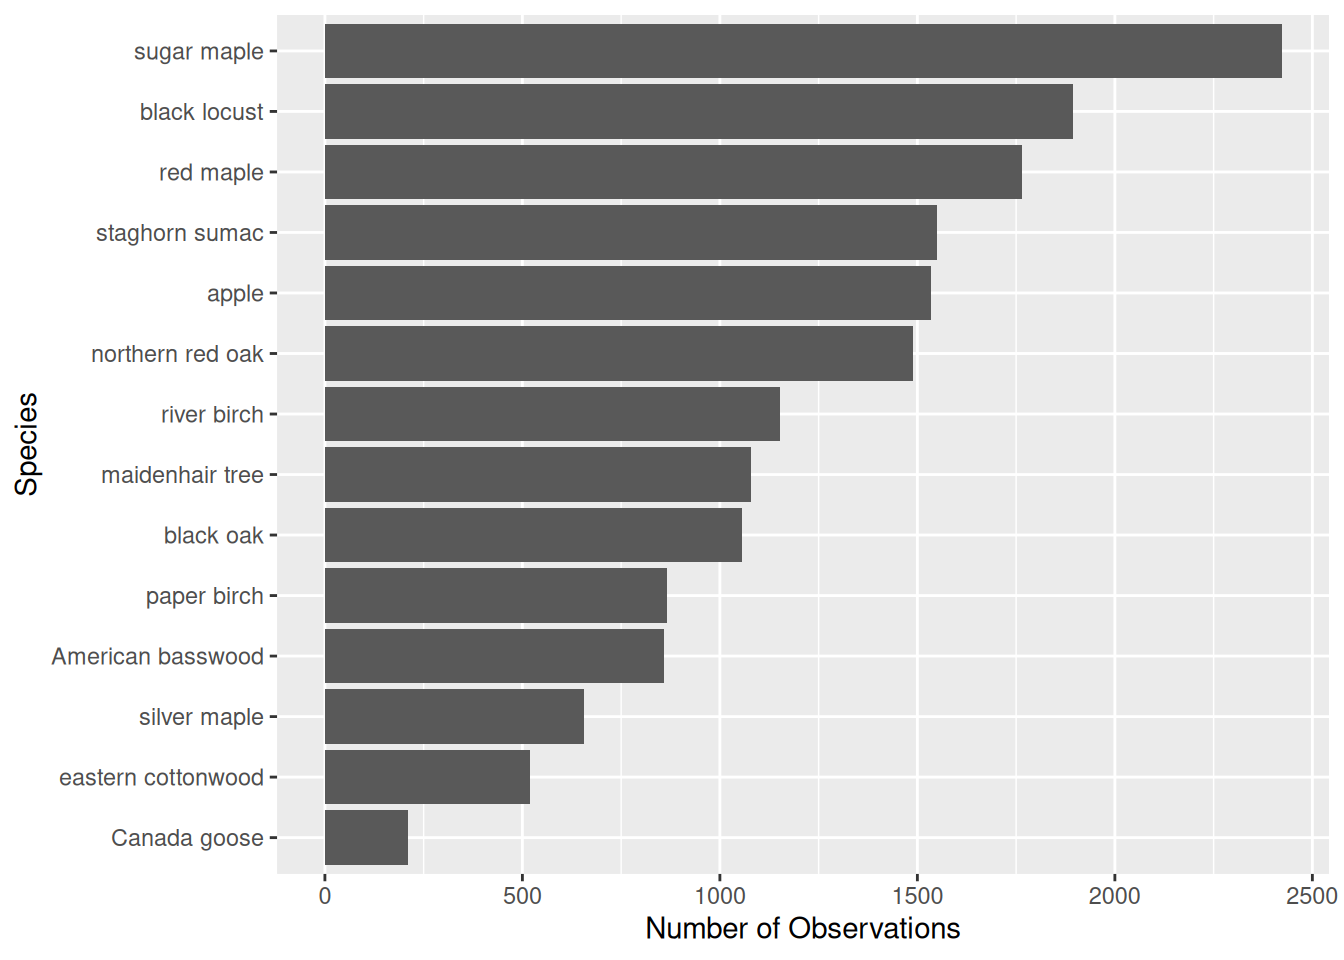 sugar maple
black locust
red maple
staghorn sumac
apple
northern red oak
river birch
maidenhair tree
black oak
paper birch
American basswood
silver maple
eastern cottonwood
Canada goose
Species
0 500 1000 1500 2000 2500
Number of Observations